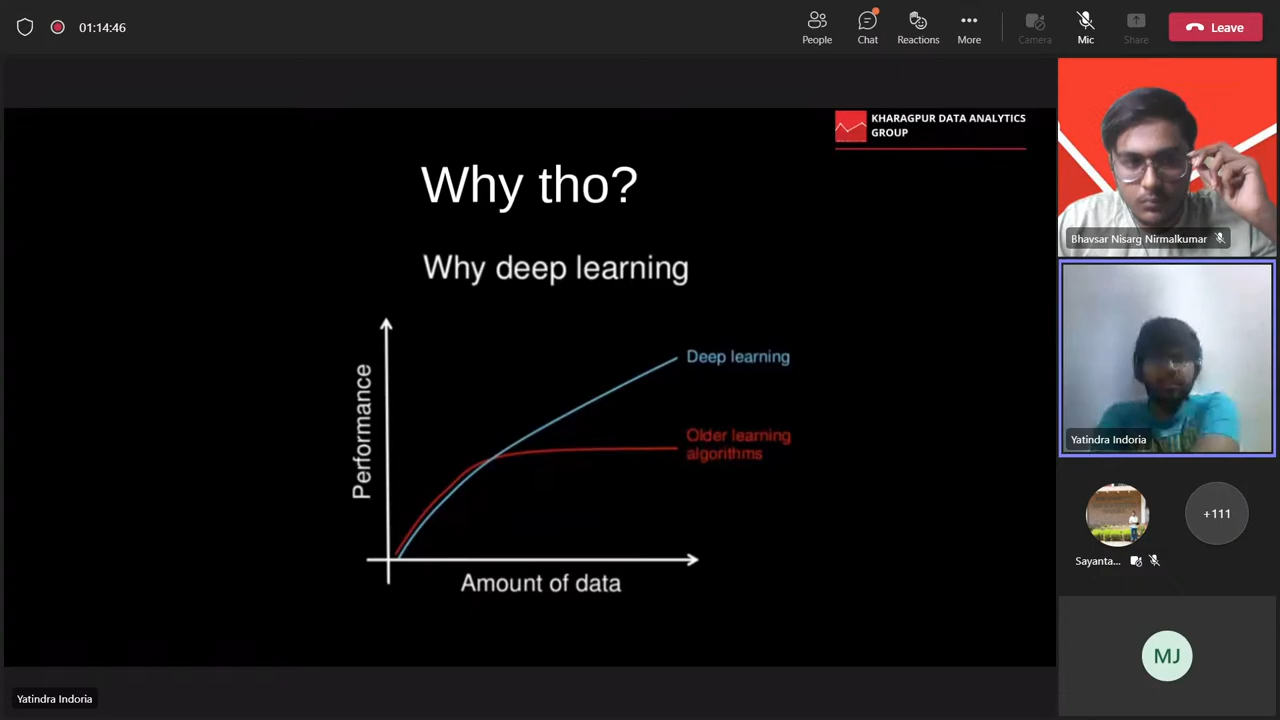 01:14:46
People
Chat
Reactions
More
Camera
Mic
Share
Leave
KHARAGPUR DATA ANALYTICS
GROUP
Why tho?
Why deep learning
Performance
Deep learning
Older learning
algorithms
Amount of data
Bhavsar Nisarg Nirmalkumar
Yatindra Indoria
Sayanta...
+111
MJ
Yatindra Indoria